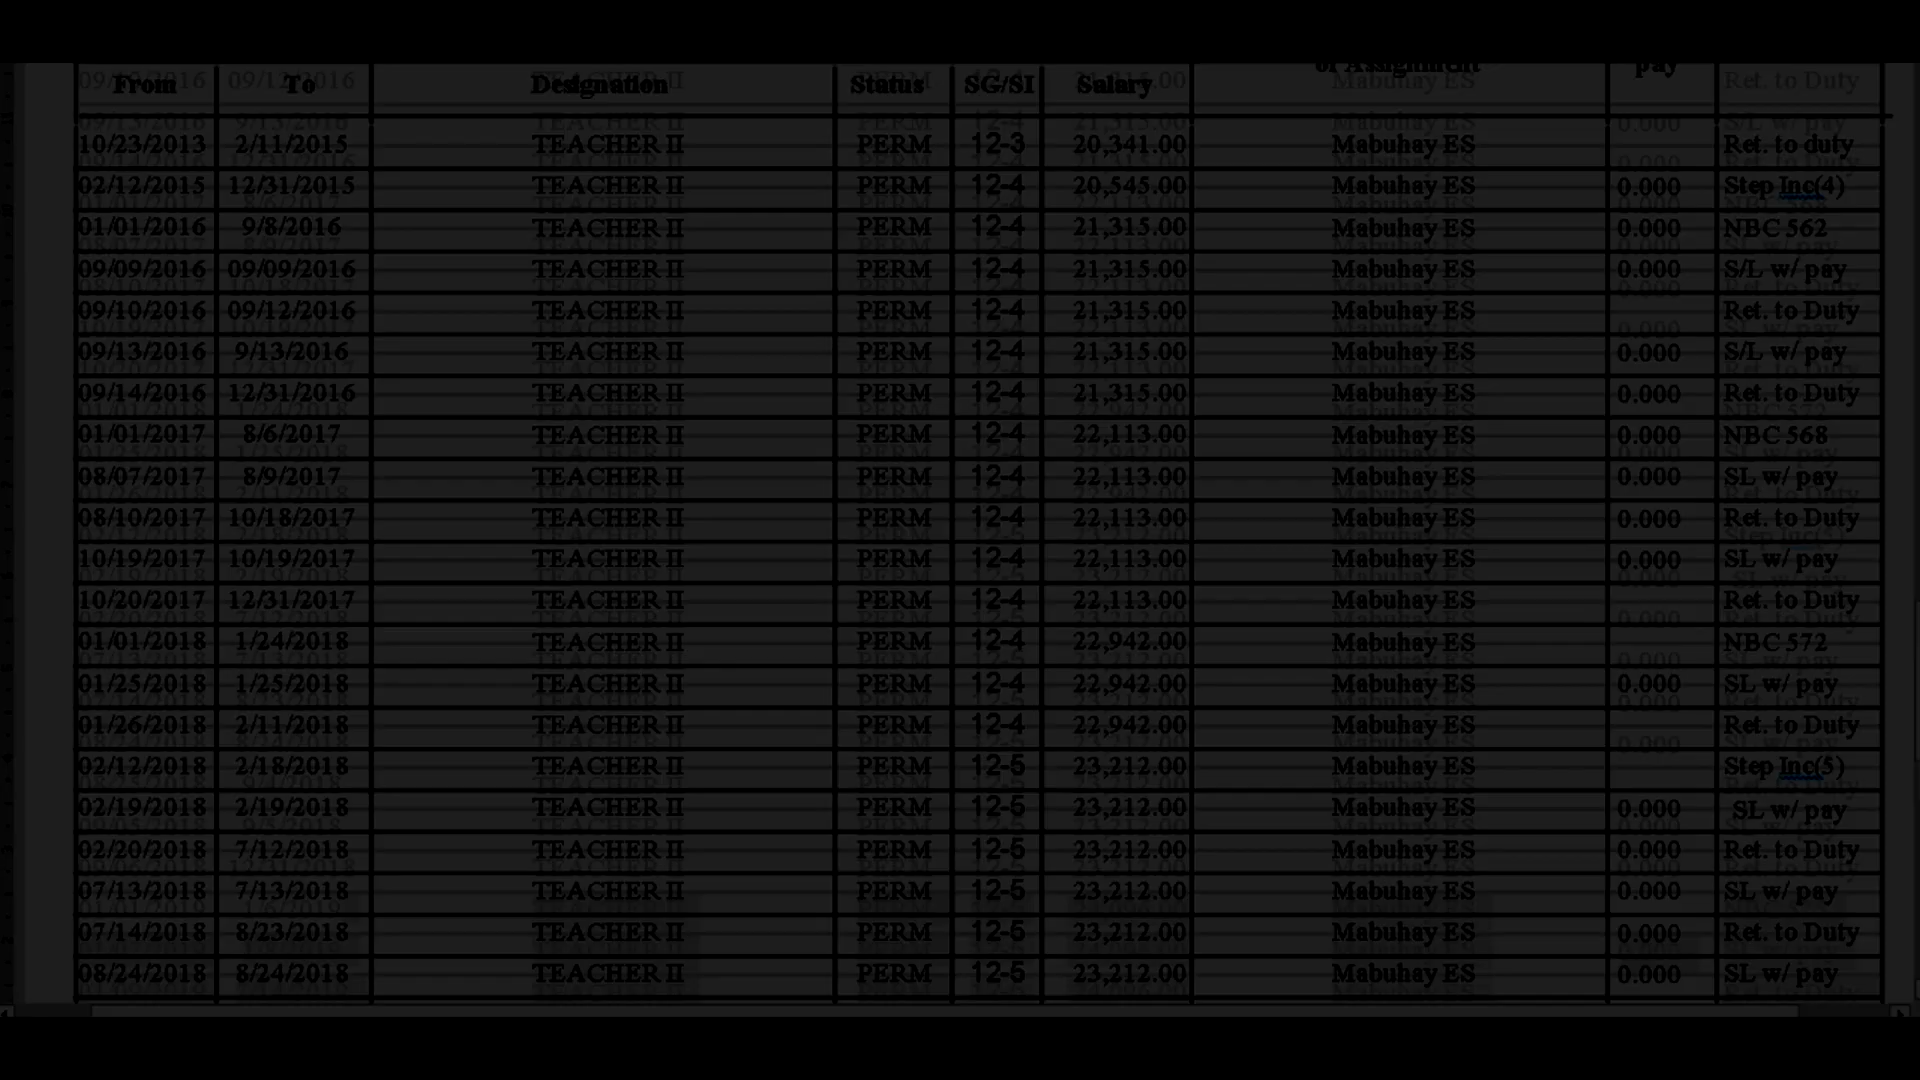 of Assignment pay
From To Designation Status SG/SI Salary
10/23/2013 2/11/2015 TEACHER II PERM 12-3 20,341.00 Mabuhay ES Ret. to duty
02/12/2015 12/31/2015 TEACHER II PERM 12-4 20,545.00 Mabuhay ES 0.000 Step Inc(4)
01/01/2016 9/8/2016 TEACHER II PERM 12-4 21,315.00 Mabuhay ES 0.000 NBC 562
09/09/2016 09/09/2016 TEACHER II PERM 12-4 21,315.00 Mabuhay ES 0.000 S/L w/ pay
09/10/2016 09/12/2016 TEACHER II PERM 12-4 21,315.00 Mabuhay ES Ret. to Duty
09/13/2016 9/13/2016 TEACHER II PERM 12-4 21,315.00 Mabuhay ES 0.000 S/L w/ pay
09/14/2016 12/31/2016 TEACHER II PERM 12-4 21,315.00 Mabuhay ES 0.000 Ret. to Duty
01/01/2017 8/6/2017 TEACHER II PERM 12-4 22,113.00 Mabuhay ES 0.000 NBC 568
08/07/2017 8/9/2017 TEACHER II PERM 12-4 22,113.00 Mabuhay ES 0.000 SL w/ pay
08/10/2017 10/18/2017 TEACHER II PERM 12-4 22,113.00 Mabuhay ES 0.000 Ret. to Duty
10/19/2017 10/19/2017 TEACHER II PERM 12-4 22,113.00 Mabuhay ES 0.000 SL w/ pay
10/20/2017 12/31/2017 TEACHER II PERM 12-4 22,113.00 Mabuhay ES Ret. to Duty
01/01/2018 1/24/2018 TEACHER II PERM 12-4 22,942.00 Mabuhay ES NBC 572
01/25/2018 1/25/2018 TEACHER II PERM 12-4 22,942.00 Mabuhay ES 0.000 SL w/ pay
01/26/2018 2/11/2018 TEACHER II PERM 12-4 22,942.00 Mabuhay ES Ret. to Duty
02/12/2018 2/18/2018 TEACHER II PERM 12-5 23,212.00 Mabuhay ES Step Inc(5)
02/19/2018 2/19/2018 TEACHER II PERM 12-5 23,212.00 Mabuhay ES 0.000 SL w/ pay
02/20/2018 7/12/2018 TEACHER II PERM 12-5 23,212.00 Mabuhay ES 0.000 Ret. to Duty
07/13/2018 7/13/2018 TEACHER II PERM 12-5 23,212.00 Mabuhay ES 0.000 SL w/ pay
07/14/2018 8/23/2018 TEACHER II PERM 12-5 23,212.00 Mabuhay ES 0.000 Ret. to Duty
08/24/2018 8/24/2018 TEACHER II PERM 12-5 23,212.00 Mabuhay ES 0.000 SL w/ pay